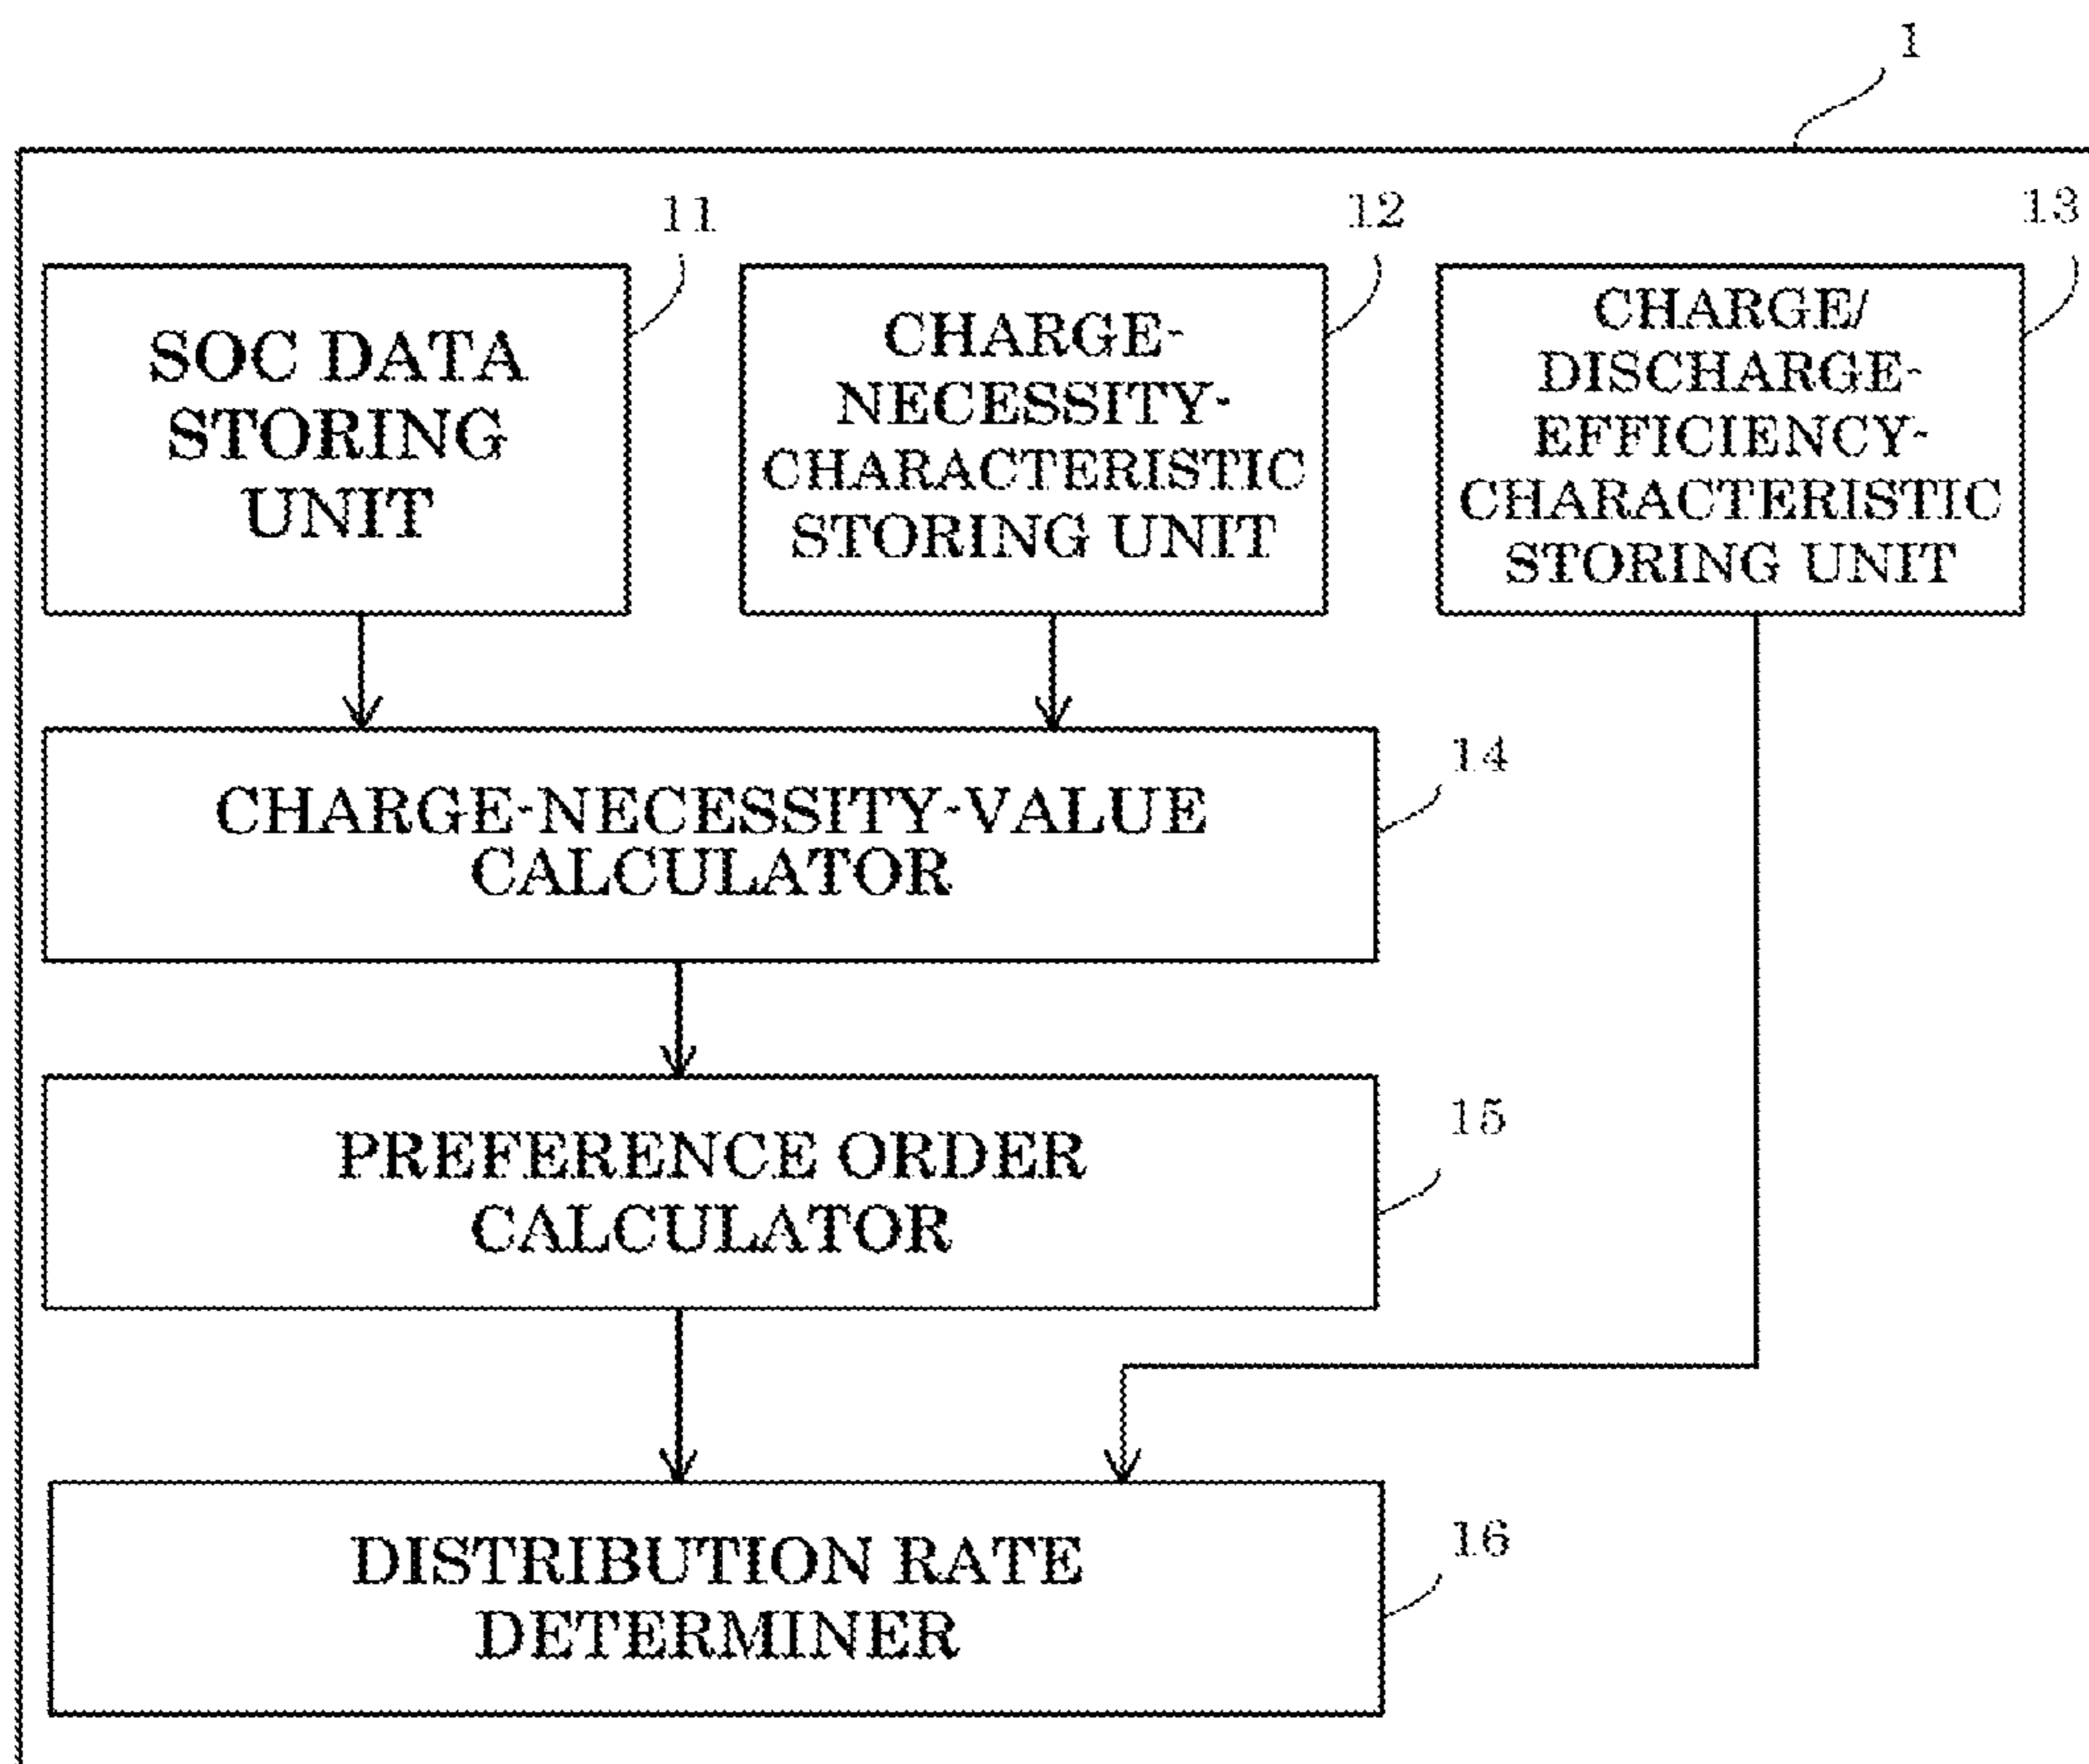 1
11
SOC DATA
STORING
UNIT
12
CHARGE-
NECESSITY-
CHARACTERISTIC
STORING UNIT
13
CHARGE/
DISCHARGE-
EFFICIENCY-
CHARACTERISTIC
STORING UNIT
14
CHARGE-NECESSITY-VALUE
CALCULATOR
15
PREFERENCE ORDER
CALCULATOR
16
DISTRIBUTION RATE
DETERMINER